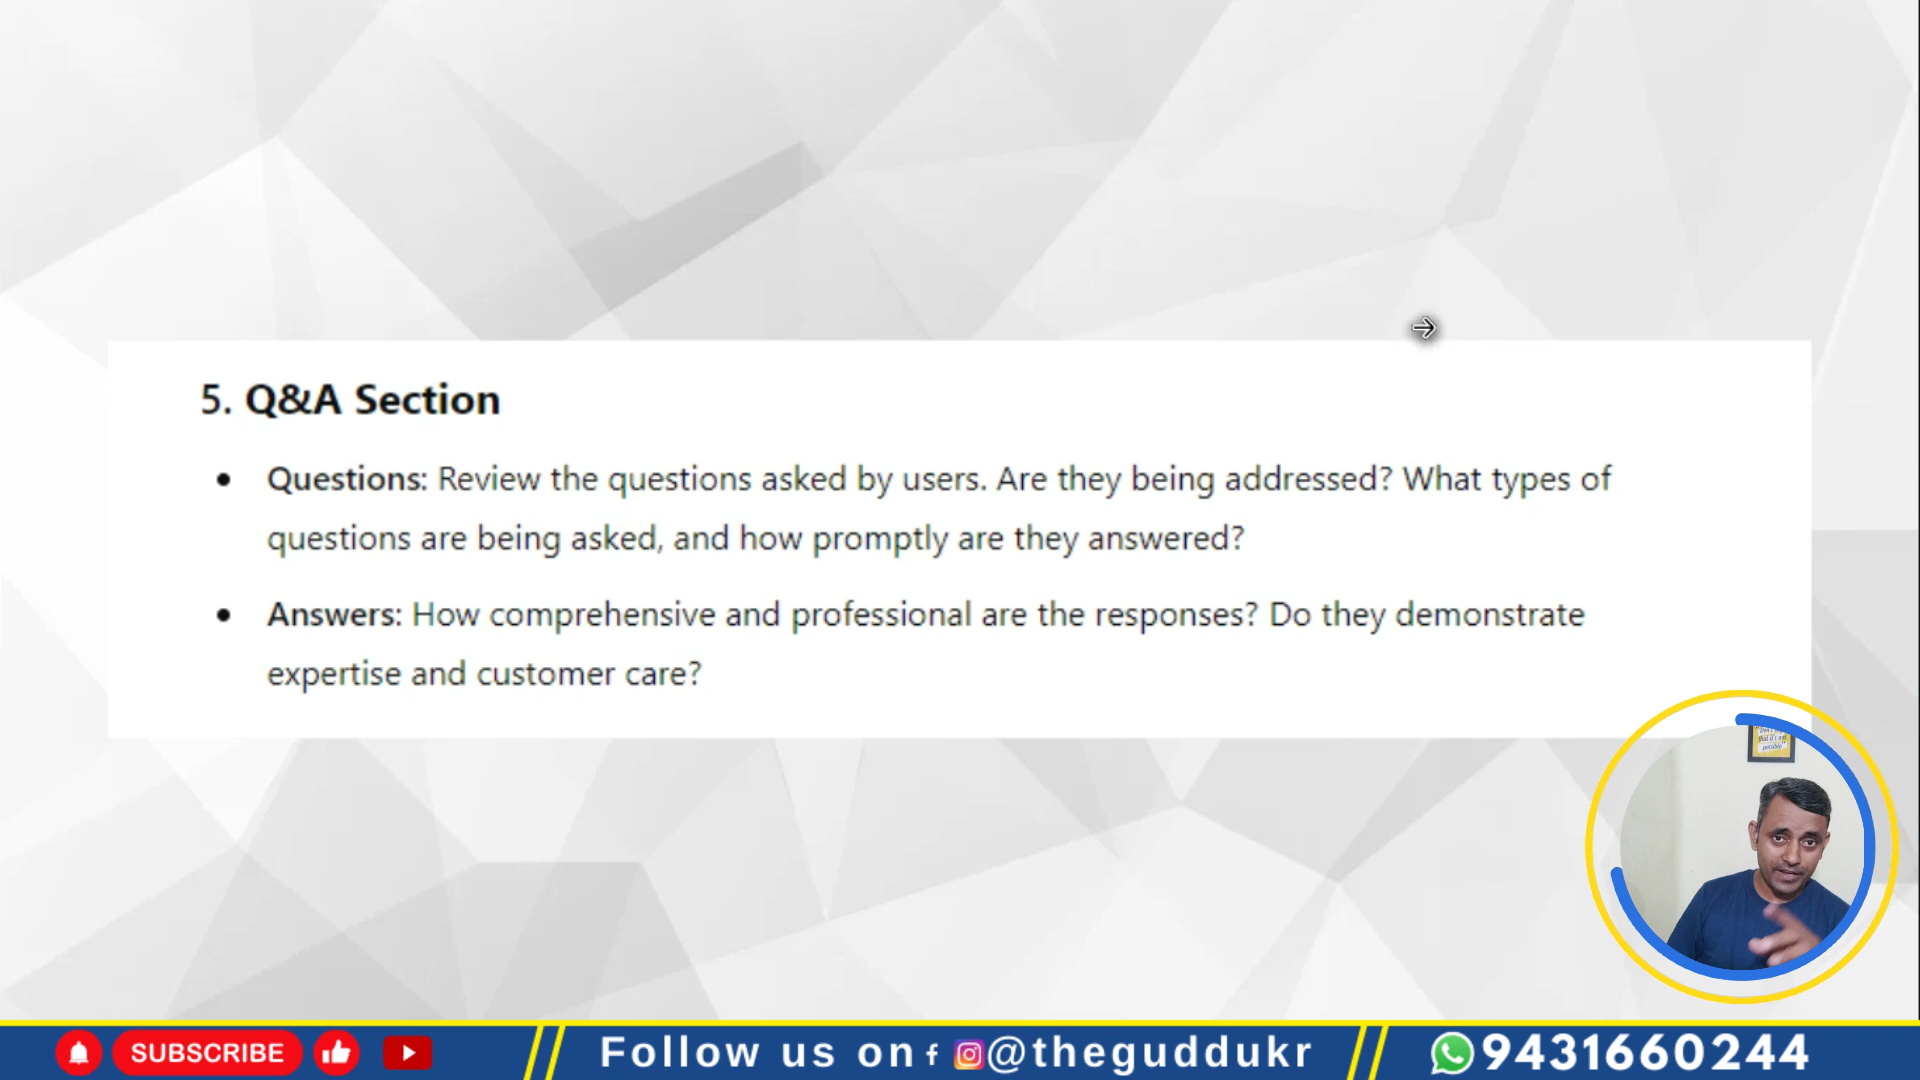 5. Q&A Section
• Questions: Review the questions asked by users. Are they being addressed? What types of
questions are being asked, and how promptly are they answered?
• Answers: How comprehensive and professional are the responses? Do they demonstrate
expertise and customer care?
SUBSCRIBE
Follow us on f @theguddukr
9431660244